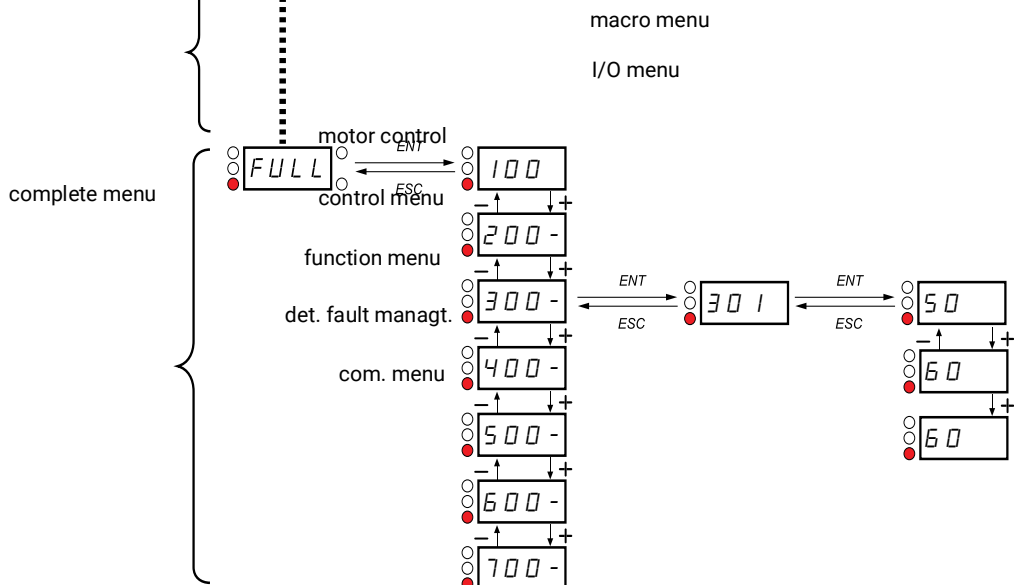 macro menu
I/O menu
motor control
ENT
FULL
100
complete menu
ESC
control menu
- +
200-
function menu
- +
ENT
ENT
300-
301
50
det. fault managt.
ESC
ESC
- +
- +
com. menu
400-
60
- +
+
500-
60
- +
600-
- +
700-